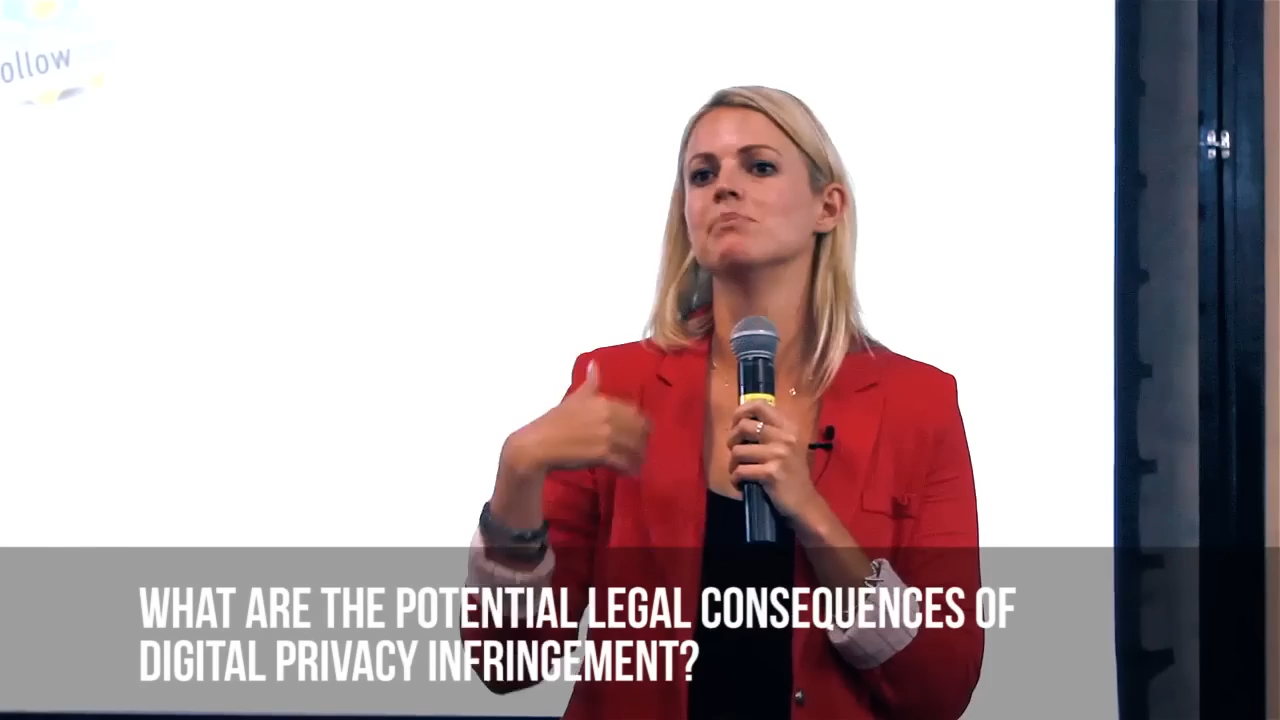 ollow
WHAT ARE THE POTENTIAL LEGAL CONSEQUENCES OF
DIGITAL PRIVACY INFRINGEMENT?